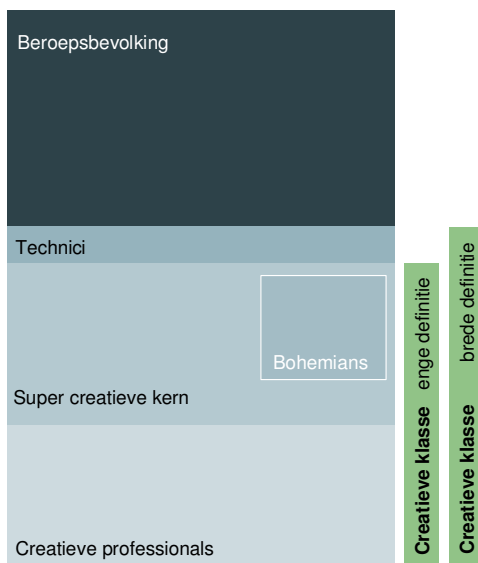 Beroepsbevolking
Technici
Bohemians
Super creatieve kern
Creatieve professionals
Creatieve klasse enge definitie
Creatieve klasse brede definitie